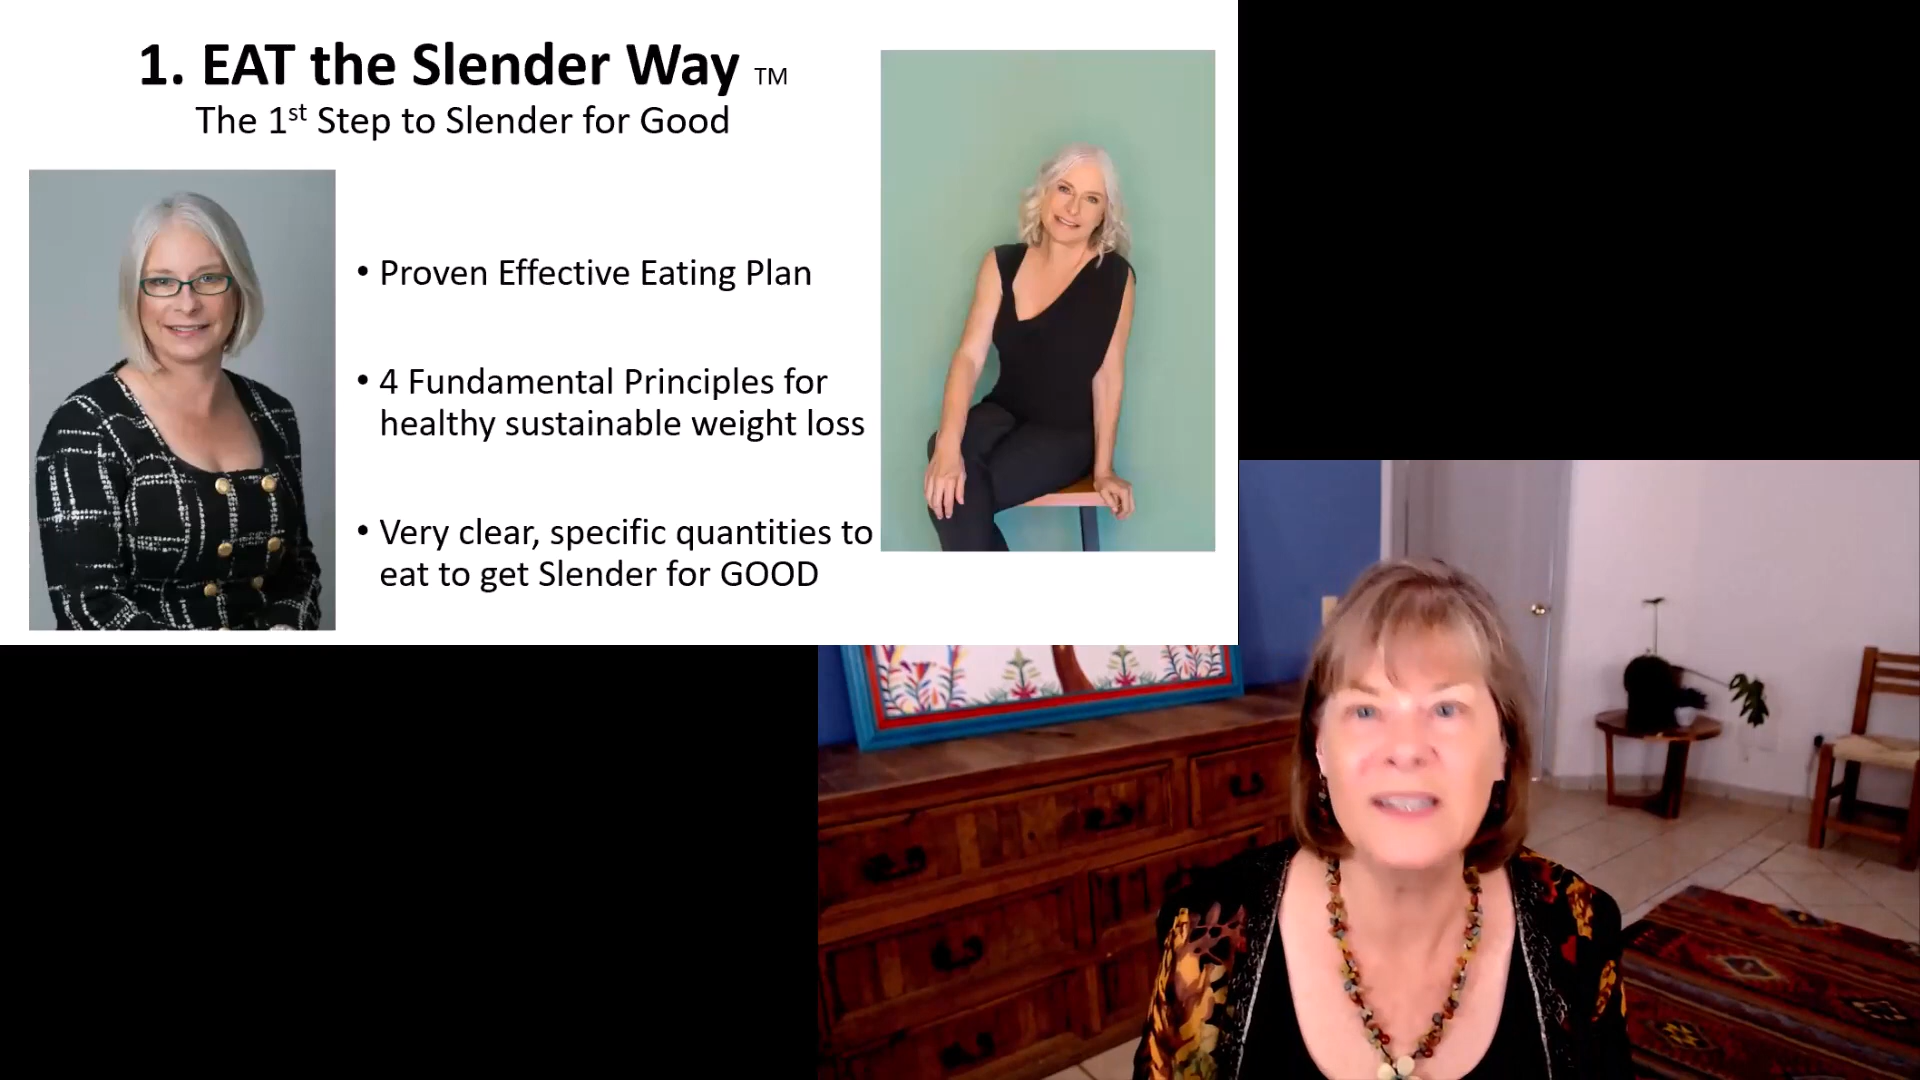 1. EAT the Slender Way TM
The 1st Step to Slender for Good
• Proven Effective Eating Plan
• 4 Fundamental Principles for
healthy sustainable weight loss
• Very clear, specific quantities to
eat to get Slender for GOOD